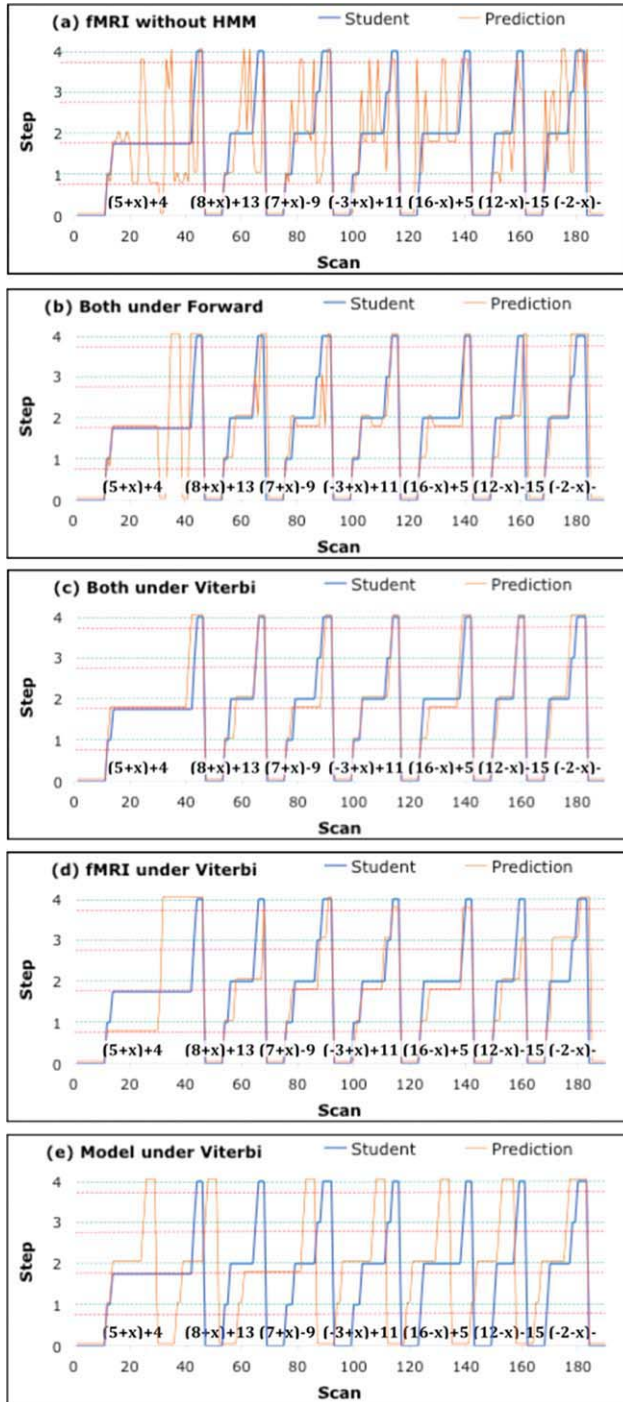 (a) fMRI without HMM Student Prediction
4
3
2
1
0
Step
(5+x)+4 (8+x)+13 (7+x)-9 (-3+x)+11 (16-x)+5 (12-x)-15 (-2-x)-
0 20 40 60 80 100 120 140 160 180
Scan
(b) Both under Forward Student Prediction
4
3
2
1
0
Step
(5+x)+4 (8+x)+13 (7+x)-9 (-3+x)+11 (16-x)+5 (12-x)-15 (-2-x)-
0 20 40 60 80 100 120 140 160 180
Scan
(c) Both under Viterbi Student Prediction
4
3
2
1
0
Step
(5+x)+4 (8+x)+13 (7+x)-9 (-3+x)+11 (16-x)+5 (12-x)-15 (-2-x)-
0 20 40 60 80 100 120 140 160 180
Scan
(d) fMRI under Viterbi Student Prediction
4
3
2
1
0
Step
(5+x)+4 (8+x)+13 (7+x)-9 (-3+x)+11 (16-x)+5 (12-x)-15 (-2-x)-
0 20 40 60 80 100 120 140 160 180
Scan
(e) Model under Viterbi Student Prediction
4
3
2
1
0
Step
(5+x)+4 (8+x)+13 (7+x)-9 (-3+x)+11 (16-x)+5 (12-x)-15 (-2-x)-
0 20 40 60 80 100 120 140 160 180
Scan